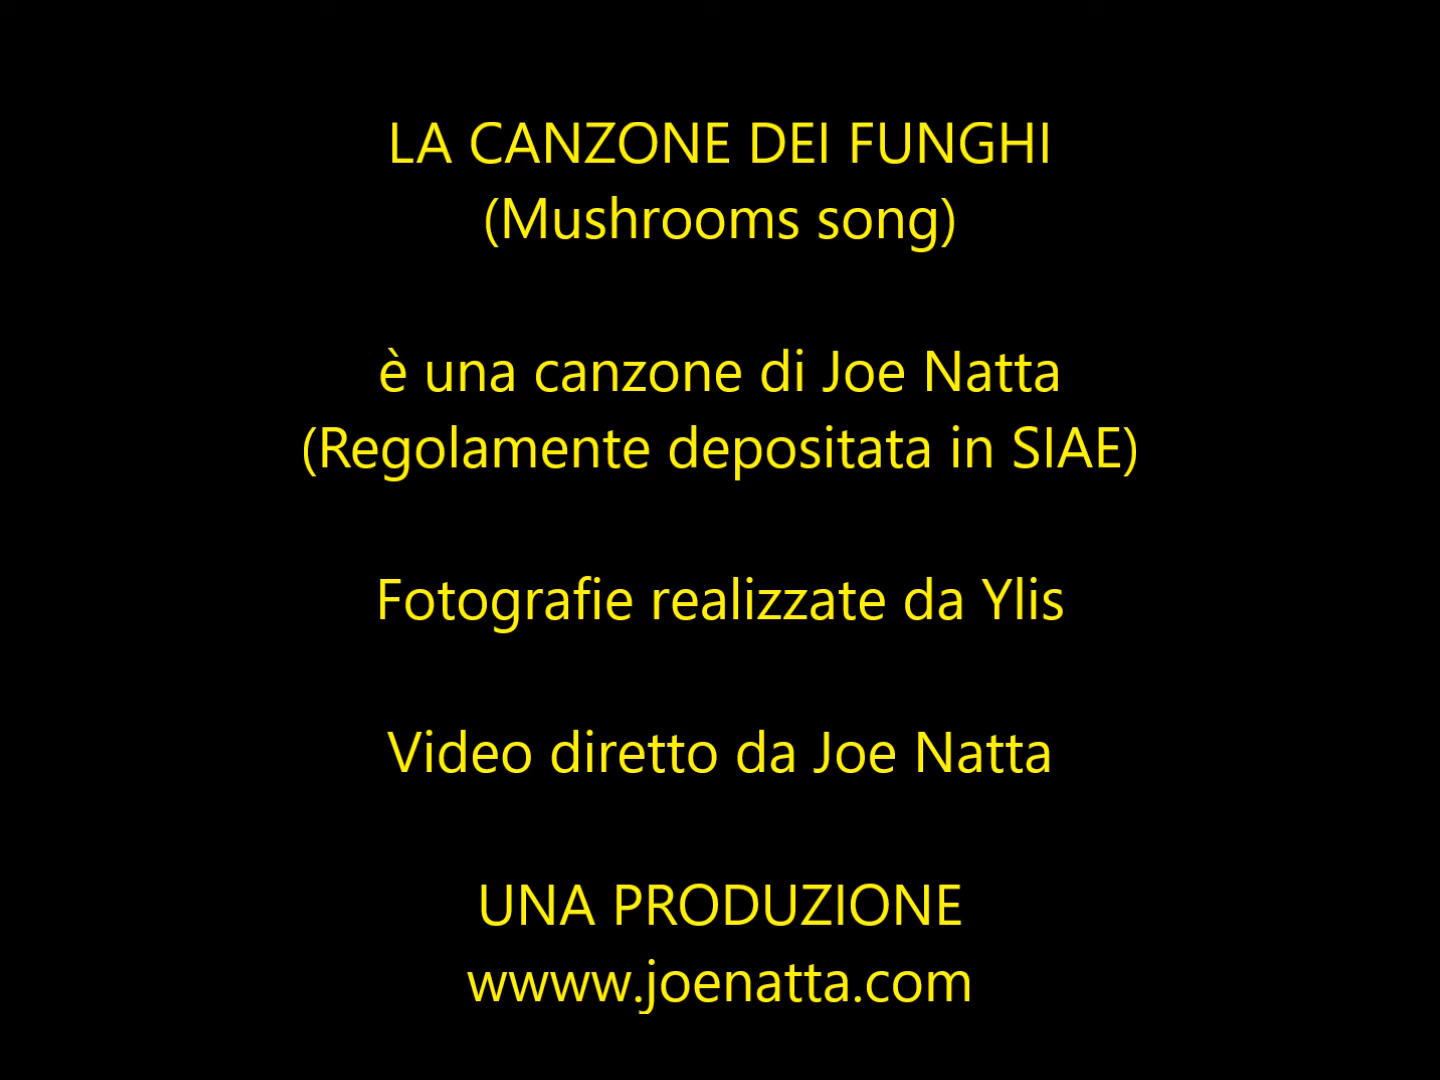 LA CANZONE DEI FUNGHI
(Mushrooms song)
è una canzone di Joe Natta
(Regolamente depositata in SIAE)
Fotografie realizzate da Ylis
Video diretto da Joe Natta
UNA PRODUZIONE
wwww.joenatta.com